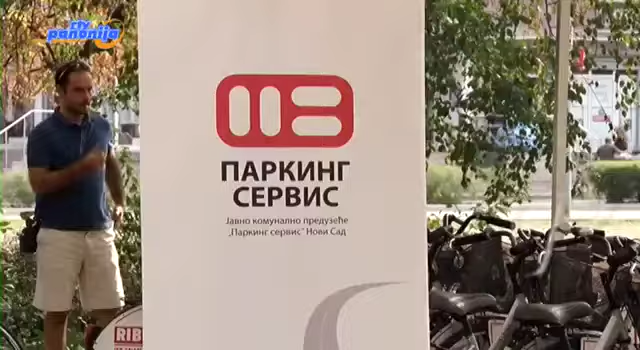 rtv
panonija
ПАРКИНГ
СЕРВИС
Јавно комунално предузеће
„Паркинг сервис“ Нови Сад
RIB